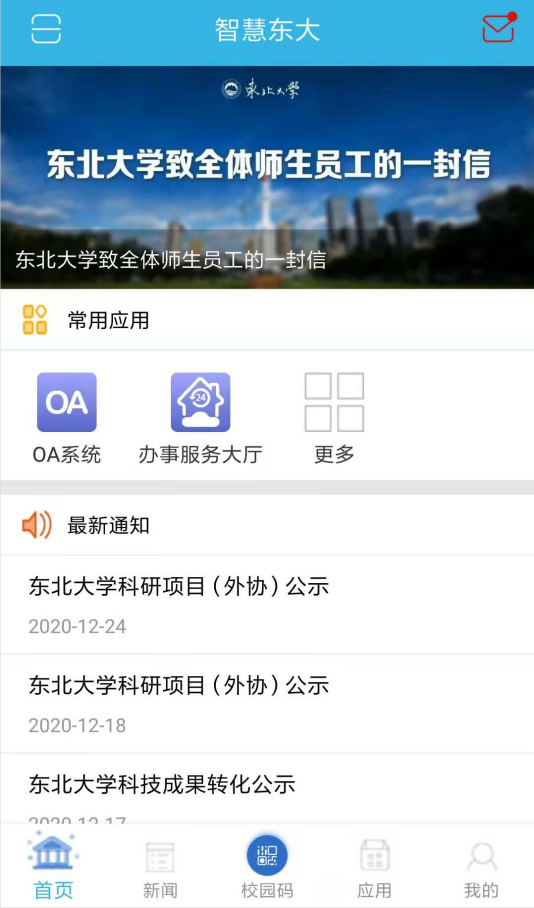 智慧东大
东北大学
东北大学致全体师生员工的一封信
东北大学致全体师生员工的一封信
常用应用
OA
24
OA系统
办事服务大厅
更多
最新通知
东北大学科研项目(外协)公示
2020-12-24
东北大学科研项目(外协)公示
2020-12-18
东北大学科技成果转化公示
2020-12-17
首页
新闻
校园码
应用
我的